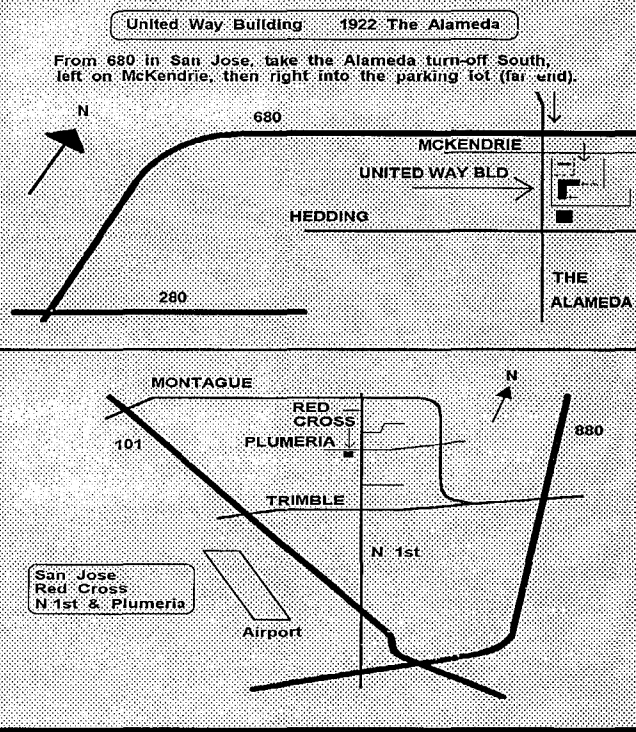 United Way Building 1922 The Alameda
From 680 in San Jose, take the Alameda turn-off South,
left on McKendrie, then right into the parking lot (far end).
N
680
MCKENDRIE
UNITED WAY BLD
HEDDING
280
THE
ALAMEDA
MONTAGUE
N
RED
CROSS
101
PLUMERIA
880
TRIMBLE
N 1st
San Jose
Red Cross
N 1st & Plumeria
Airport